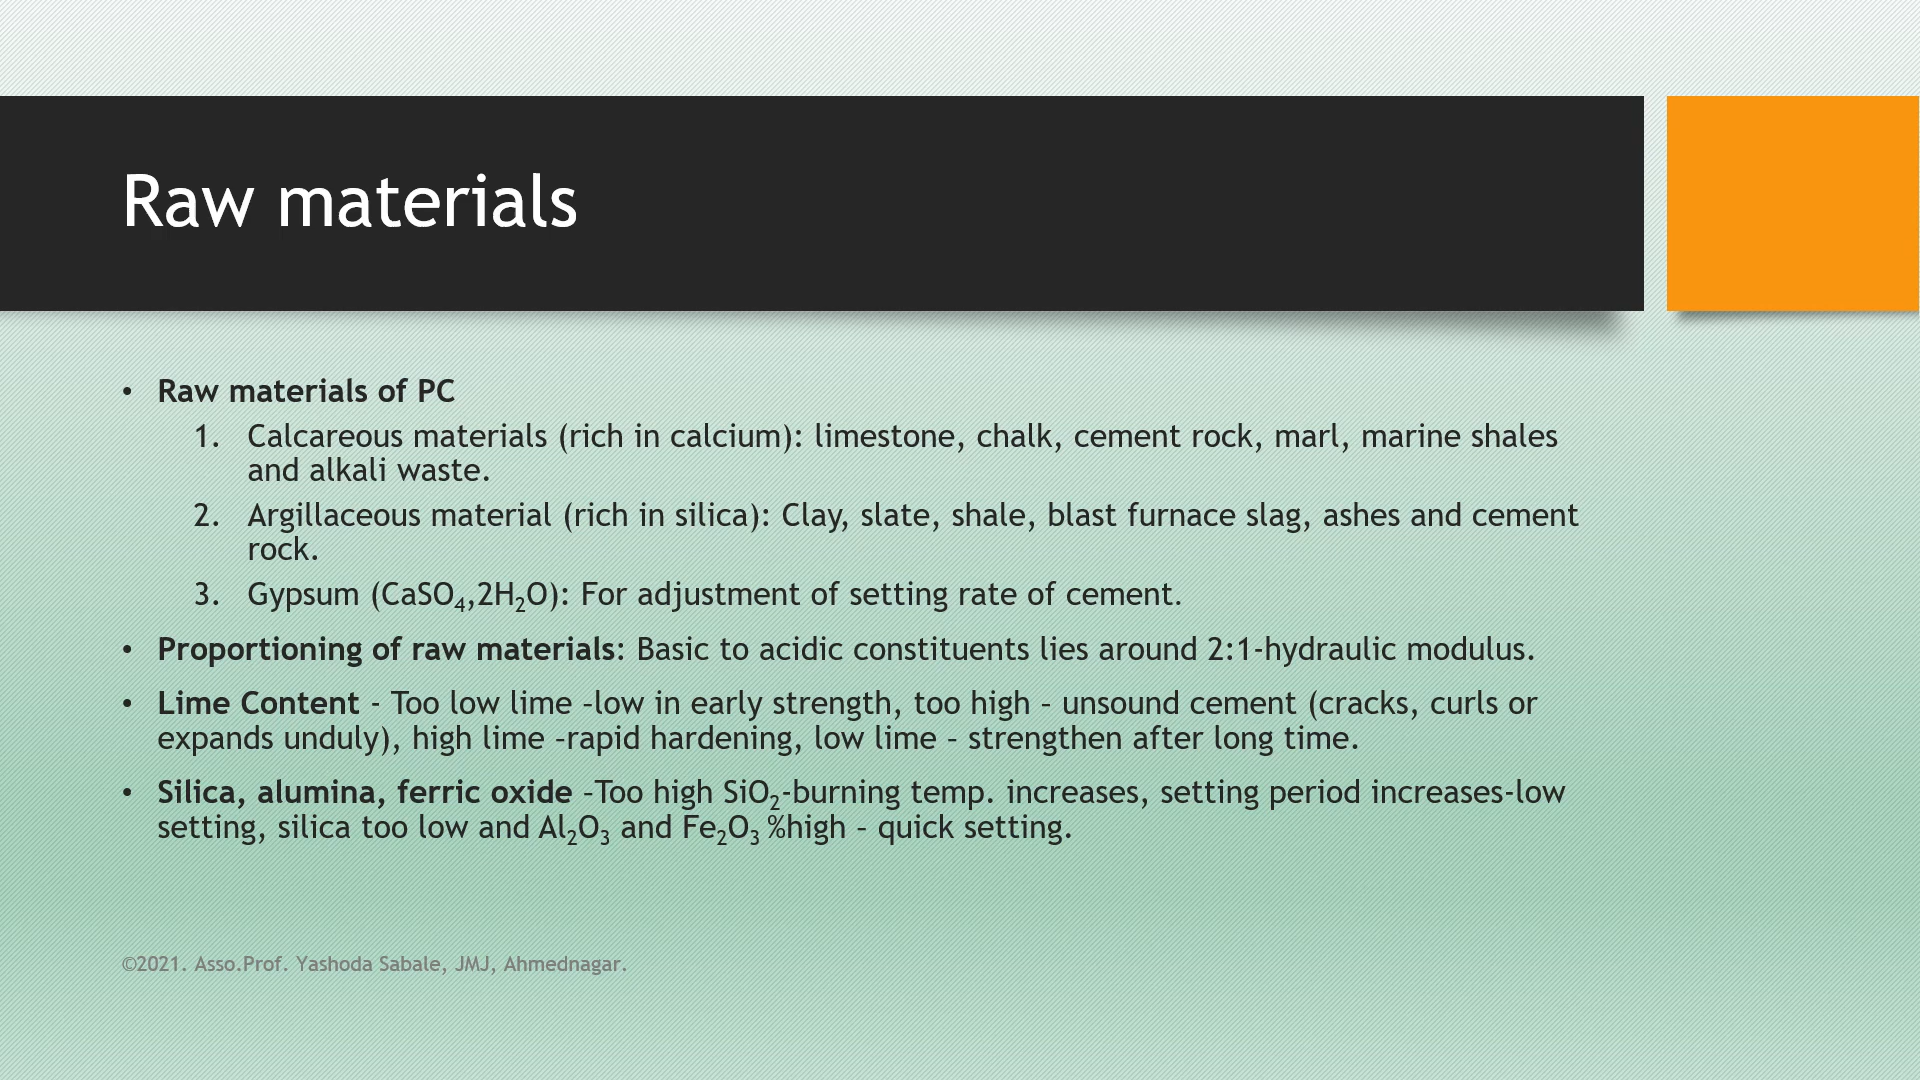 Raw materials
• Raw materials of PC
1. Calcareous materials (rich in calcium): limestone, chalk, cement rock, marl, marine shales
and alkali waste.
2. Argillaceous material (rich in silica): Clay, slate, shale, blast furnace slag, ashes and cement
rock.
3. Gypsum (CaSO₄,2H₂O): For adjustment of setting rate of cement.
• Proportioning of raw materials: Basic to acidic constituents lies around 2:1-hydraulic modulus.
• Lime Content - Too low lime –low in early strength, too high – unsound cement (cracks, curls or
expands unduly), high lime –rapid hardening, low lime – strengthen after long time.
• Silica, alumina, ferric oxide –Too high SiO₂-burning temp. increases, setting period increases-low
setting, silica too low and Al₂O₃ and Fe₂O₃ %high – quick setting.
©2021. Asso.Prof. Yashoda Sabale, JMJ, Ahmednagar.